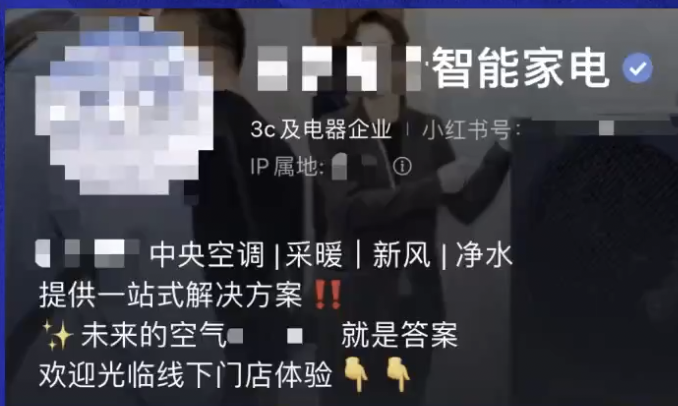 智能家电
3c及电器企业 | 小红书号:
IP属地:
中央空调 | 采暖 | 新风 | 净水
提供一站式解决方案‼️
✨未来的空气 就是答案
欢迎光临线下门店体验👇👇